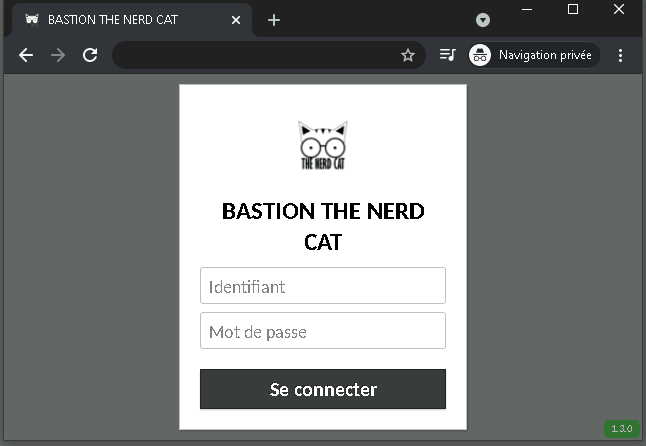 BASTION THE NERD CAT
Navigation privée
THE NERD CAT
BASTION THE NERD
CAT
Identifiant
Mot de passe
Se connecter
1.3.0